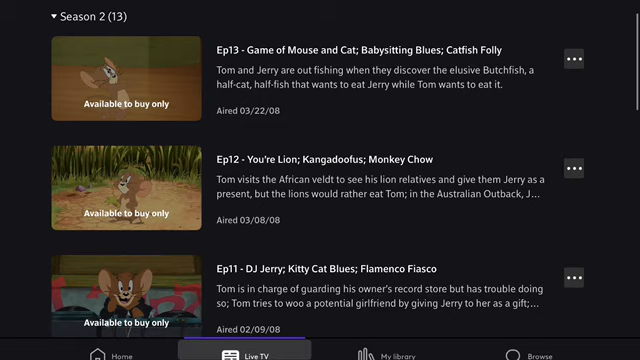 Season 2 (13)
Ep13 - Game of Mouse and Cat; Babysitting Blues; Catfish Folly
Tom and Jerry are out fishing when they discover the elusive Butchfish, a
half-cat, half-fish that wants to eat Jerry while Tom wants to eat it.
Available to buy only
Aired 03/22/08
Ep12 - You're Lion; Kangadoofus; Monkey Chow
Tom visits the African veldt to see his lion relatives and give them Jerry as a
present, but the lions would rather eat Tom; in the Australian Outback, J...
Available to buy only
Aired 03/08/08
Ep11 - DJ Jerry; Kitty Cat Blues; Flamenco Fiasco
Tom is in charge of guarding his owner's record store but has trouble doing
so; Tom tries to woo a potential girlfriend by giving Jerry to her as a gift;...
Available to buy only
Aired 02/09/08
Home
Live TV
My library
Browse